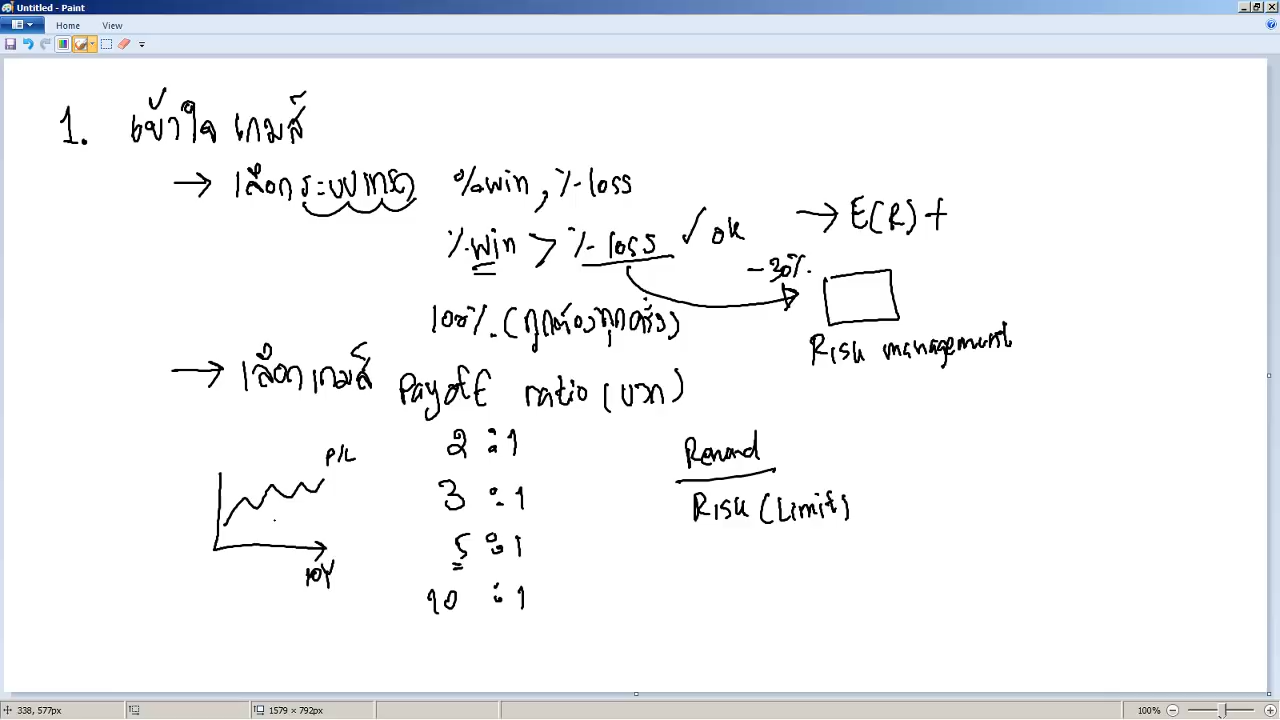 Untitled - Paint
Home View
1. เข้าใจ เกมส์
→ เลือกระบบเทรด %win, %loss
→ E(R) +
%win > %loss ✓ ok
-30%
100%. (ถูกต้องทุกครั้ง)
Risk management
→ เลือกเกมส์ Payoff ratio (บวก)
2 : 1
Reward
P/L
3 : 1
Risk (Limit)
5 : 1
10Y
10 : 1
338, 577px
1579 × 792px
100%